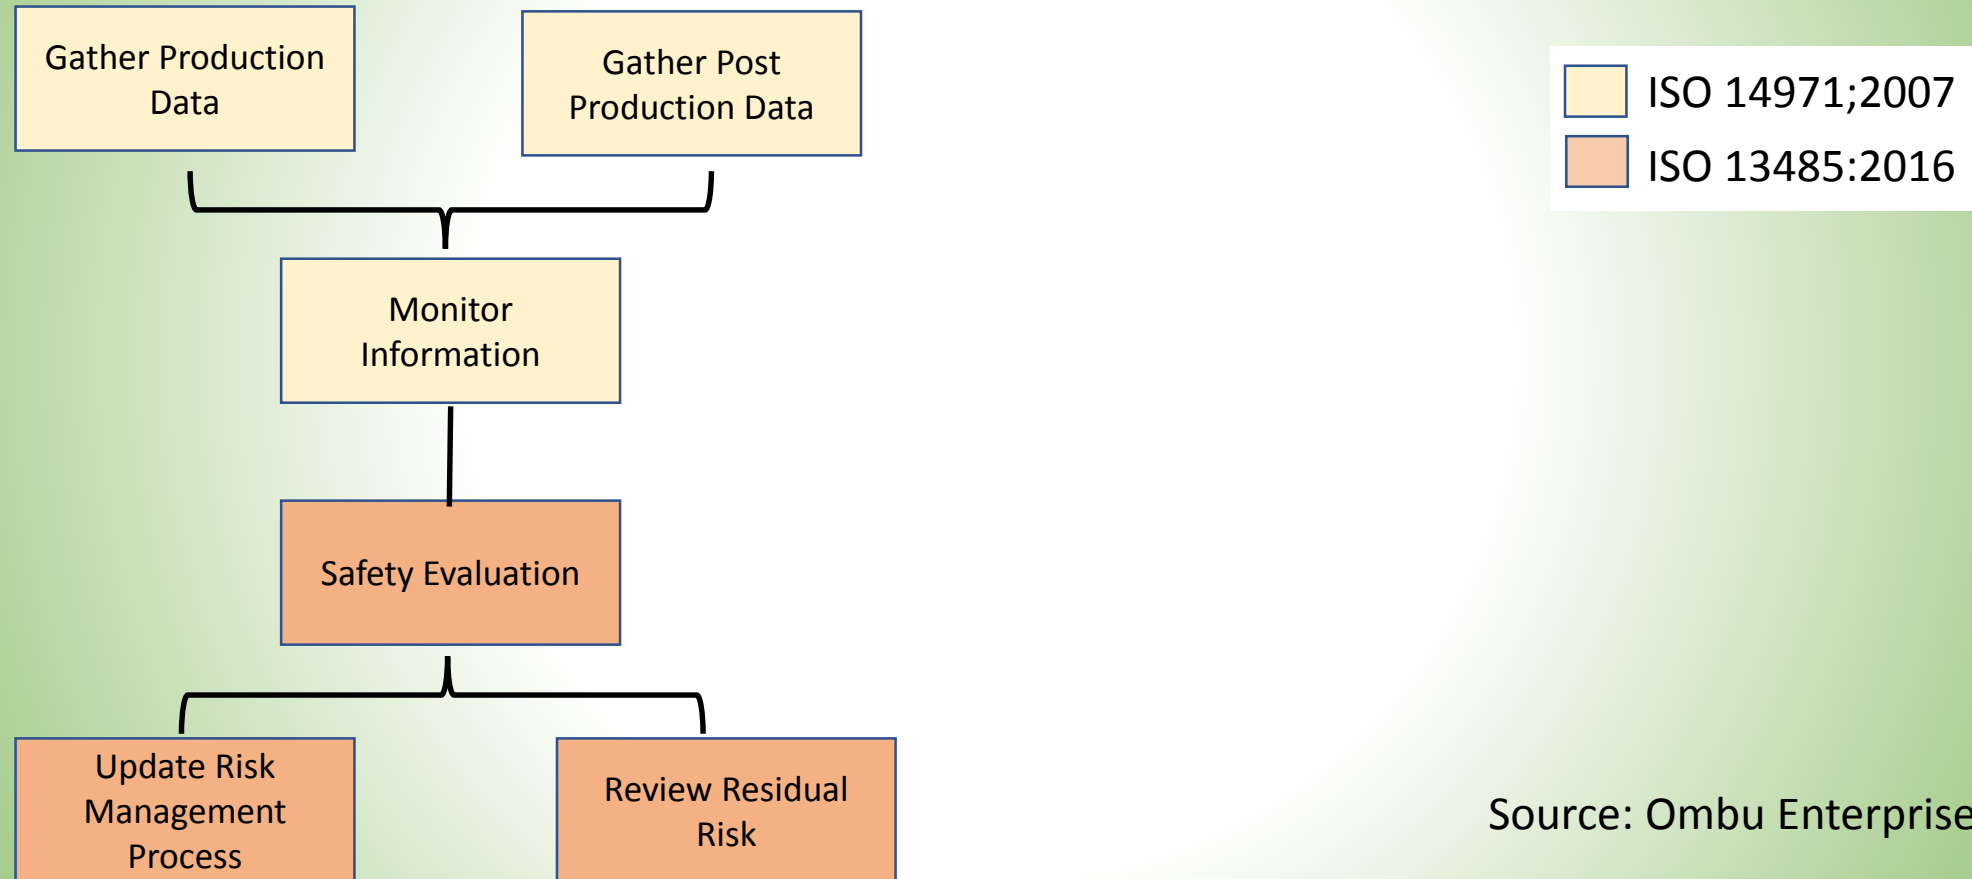 Gather Production
Data
Gather Post
Production Data
ISO 14971;2007
ISO 13485:2016
Monitor
Information
Safety Evaluation
Update Risk
Management
Process
Review Residual
Risk
Source: Ombu Enterprise